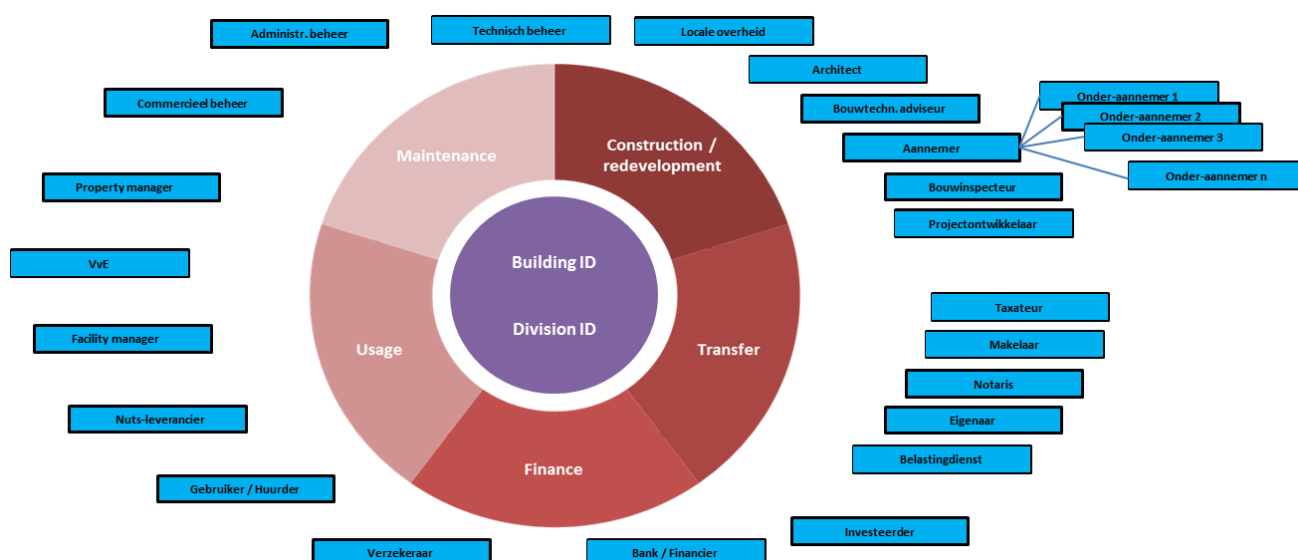 Administr. beheer
Technisch beheer
Locale overheid
Architect
Commercieel beheer
Bouwtechn. adviseur
Onder-aannemer 1
Onder-aannemer 2
Onder-aannemer 3
Onder-aannemer n
Aannemer
Maintenance
Construction /
redevelopment
Property manager
Bouwinspecteur
Projectontwikkelaar
VvE
Building ID
Division ID
Facility manager
Usage
Transfer
Taxateur
Makelaar
Notaris
Eigenaar
Belastingdienst
Nuts-leverancier
Finance
Gebruiker / Huurder
Investeerder
Verzekeraar
Bank / Financier